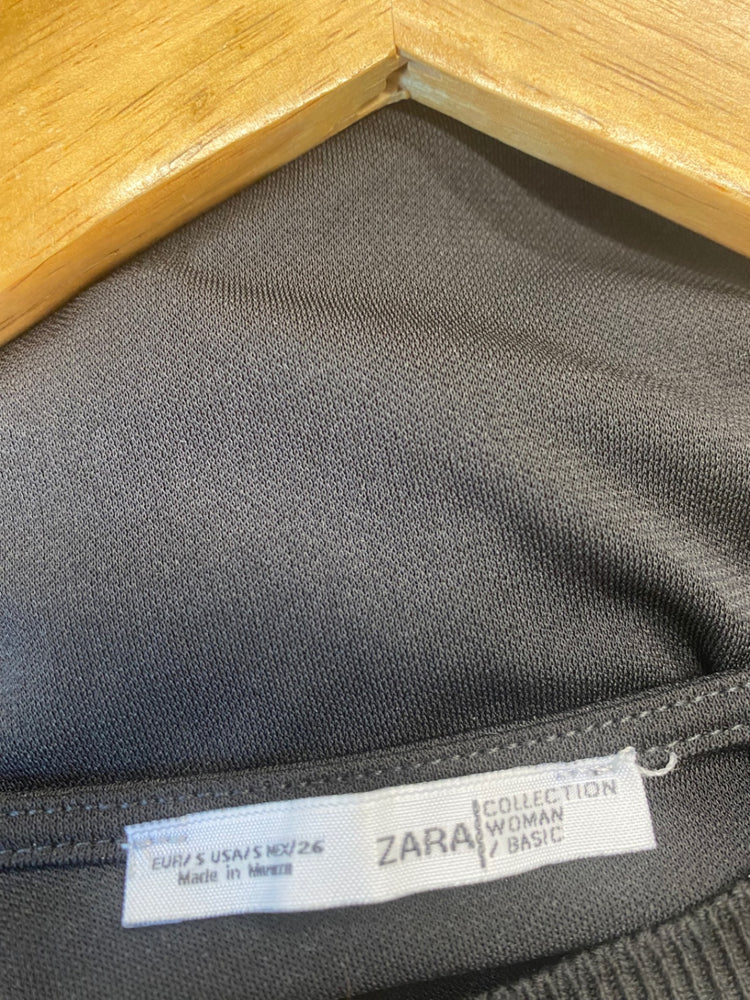 EUR/S USA/S MEX/26
Made in
ZARA
COLLECTION
WOMAN
/ BASIC